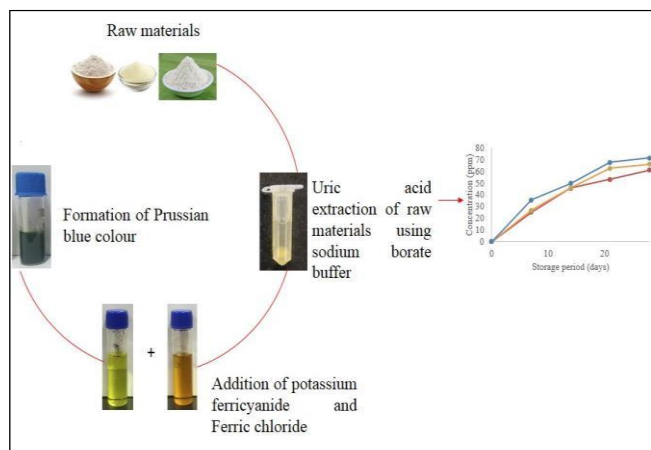 Raw materials
Formation of Prussian
blue colour
Uric acid
extraction of raw
materials using
sodium borate
buffer
+
Addition of potassium
ferricyanide and
Ferric chloride
Concentration (ppm)
80
70
60
50
40
30
20
10
0
0 20
Storage period (days)